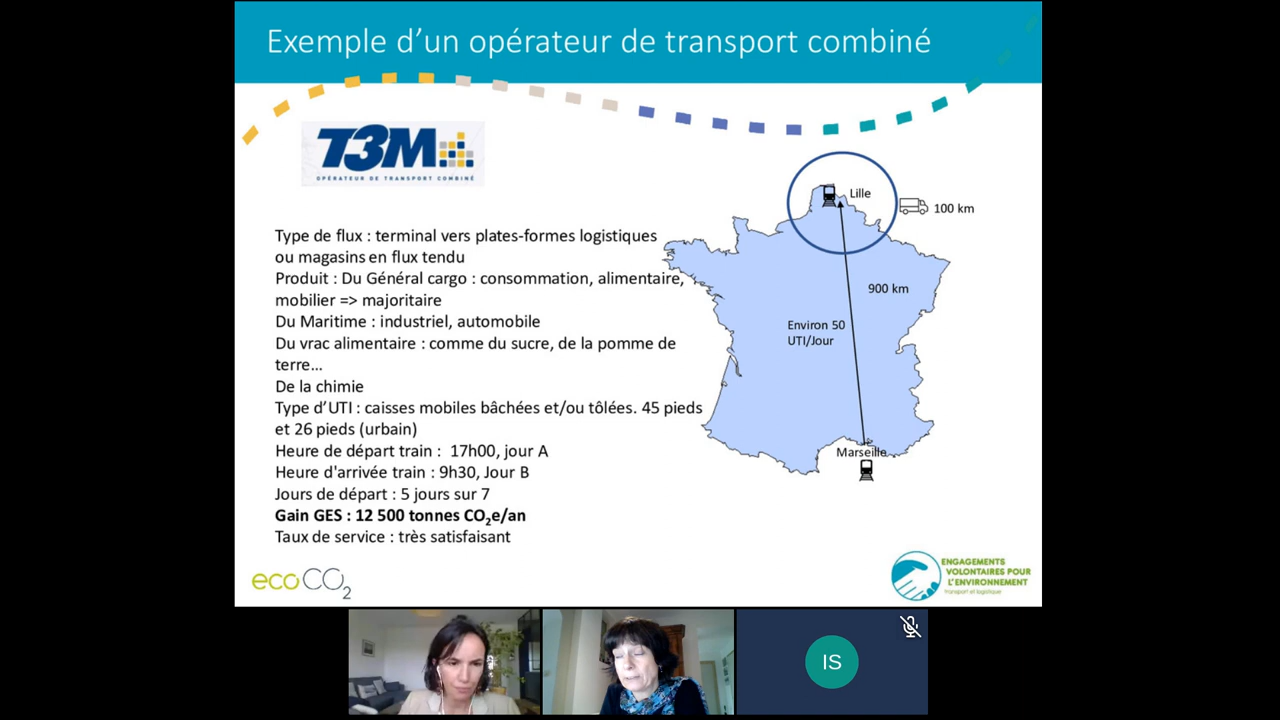 Exemple d’un opérateur de transport combiné
T3M
OPÉRATEUR DE TRANSPORT COMBINÉ
Lille
100 km
Type de flux : terminal vers plates-formes logistiques
ou magasins en flux tendu
Produit : Du Général cargo : consommation, alimentaire,
mobilier => majoritaire
Du Maritime : industriel, automobile
Du vrac alimentaire : comme du sucre, de la pomme de
terre…
De la chimie
Type d’UTI : caisses mobiles bâchées et/ou tôlées. 45 pieds
et 26 pieds (urbain)
Heure de départ train :  17h00, jour A
Heure d'arrivée train : 9h30, Jour B
Jours de départ : 5 jours sur 7
Gain GES : 12 500 tonnes CO2e/an
Taux de service : très satisfaisant
900 km
Environ 50
UTI/Jour
Marseille
ecoCO2
ENGAGEMENTS
VOLONTAIRES POUR
L’ENVIRONNEMENT
transport et logistique
IS